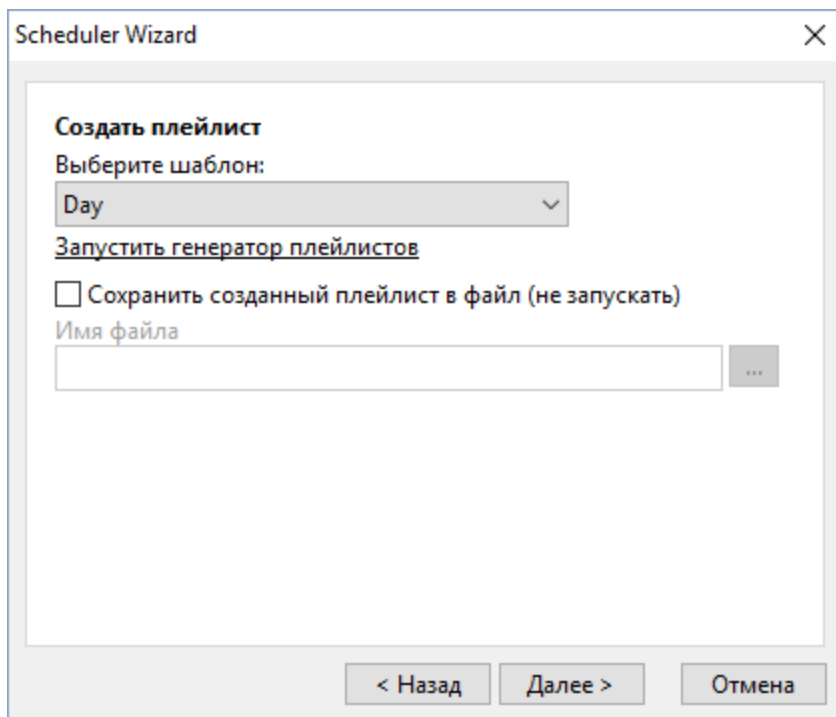 Scheduler Wizard
Создать плейлист
Выберите шаблон:
Day
Запустить генератор плейлистов
Сохранить созданный плейлист в файл (не запускать)
Имя файла
...
< Назад
Далее >
Отмена